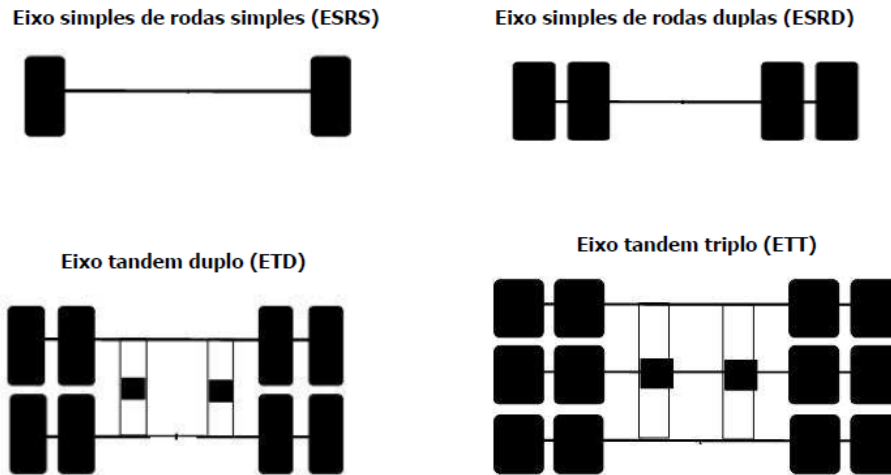 Eixo simples de rodas simples (ESRS)
Eixo simples de rodas duplas (ESRD)
Eixo tandem duplo (ETD)
Eixo tandem triplo (ETT)